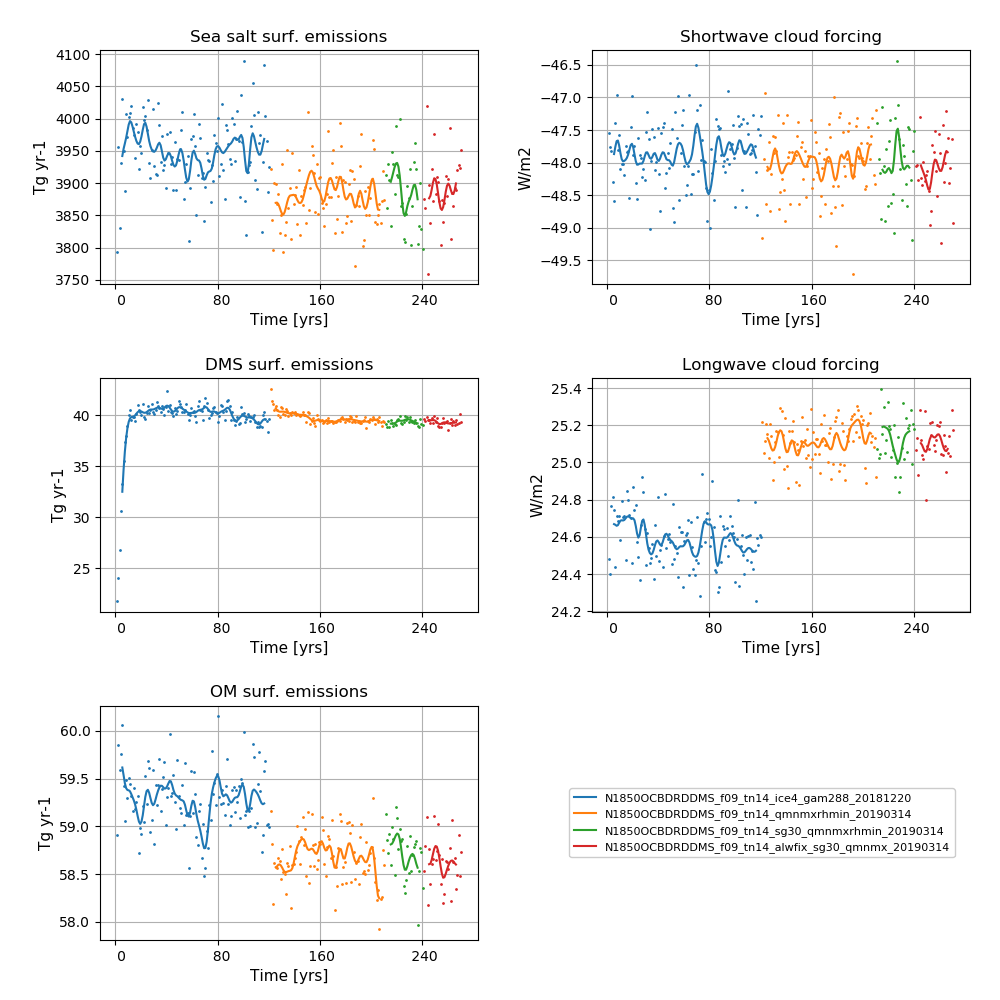 Sea salt surf. emissions
Tg yr-1
4100
4050
4000
3950
3900
3850
3800
3750
0 80 160 240
Time [yrs]
Shortwave cloud forcing
W/m2
−46.5
−47.0
−47.5
−48.0
−48.5
−49.0
−49.5
0 80 160 240
Time [yrs]
DMS surf. emissions
Tg yr-1
40
35
30
25
0 80 160 240
Time [yrs]
Longwave cloud forcing
W/m2
25.4
25.2
25.0
24.8
24.6
24.4
24.2
0 80 160 240
Time [yrs]
OM surf. emissions
Tg yr-1
60.0
59.5
59.0
58.5
58.0
0 80 160 240
Time [yrs]
N1850OCBDRDDMS_f09_tn14_ice4_gam288_20181220
N1850OCBDRDDMS_f09_tn14_qmnmxrhmin_20190314
N1850OCBDRDDMS_f09_tn14_sg30_qmnmxrhmin_20190314
N1850OCBDRDDMS_f09_tn14_alwfix_sg30_qmnmx_20190314